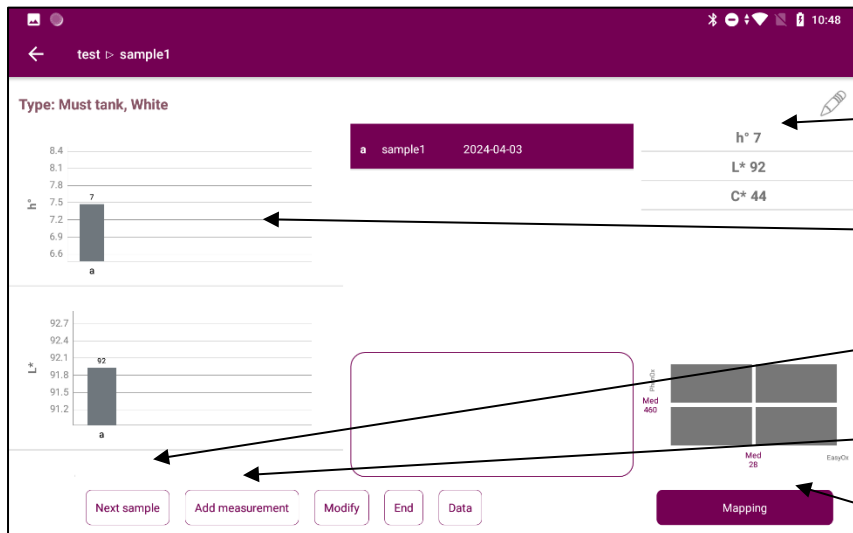 10:48
test ▷ sample1
Type: Must tank, White
h°
8.4
8.1
7.8
7.5
7.2
6.9
6.6
7
a
L*
92.7
92.4
92.1
91.8
91.5
91.2
92
a
a sample1 2024-04-03
h° 7
L* 92
C* 44
PhenOx
Med
460
Med
28
EasyOx
Next sample
Add measurement
Modify
End
Data
Mapping